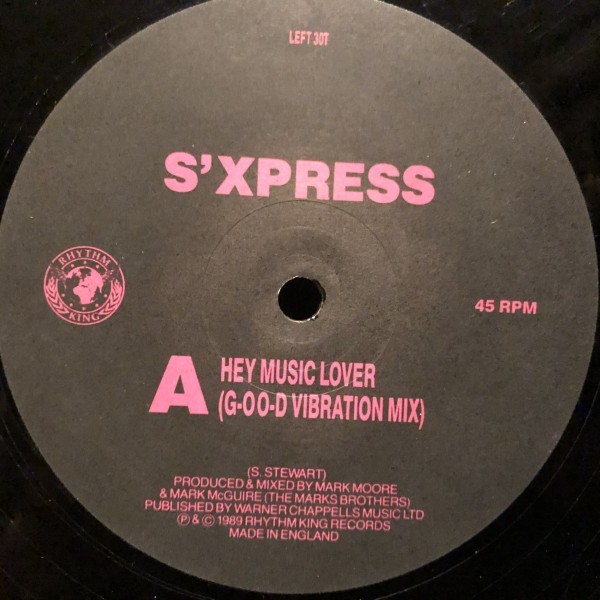 LEFT 30T
S'XPRESS
RHYTHM
KING
45 RPM
A
HEY MUSIC LOVER
(G-OO-D VIBRATION MIX)
(S. STEWART)
PRODUCED & MIXED BY MARK MOORE
& MARK McGUIRE (THE MARKS BROTHERS)
PUBLISHED BY WARNER CHAPPELLS MUSIC LTD
℗ & © 1989 RHYTHM KING RECORDS
MADE IN ENGLAND